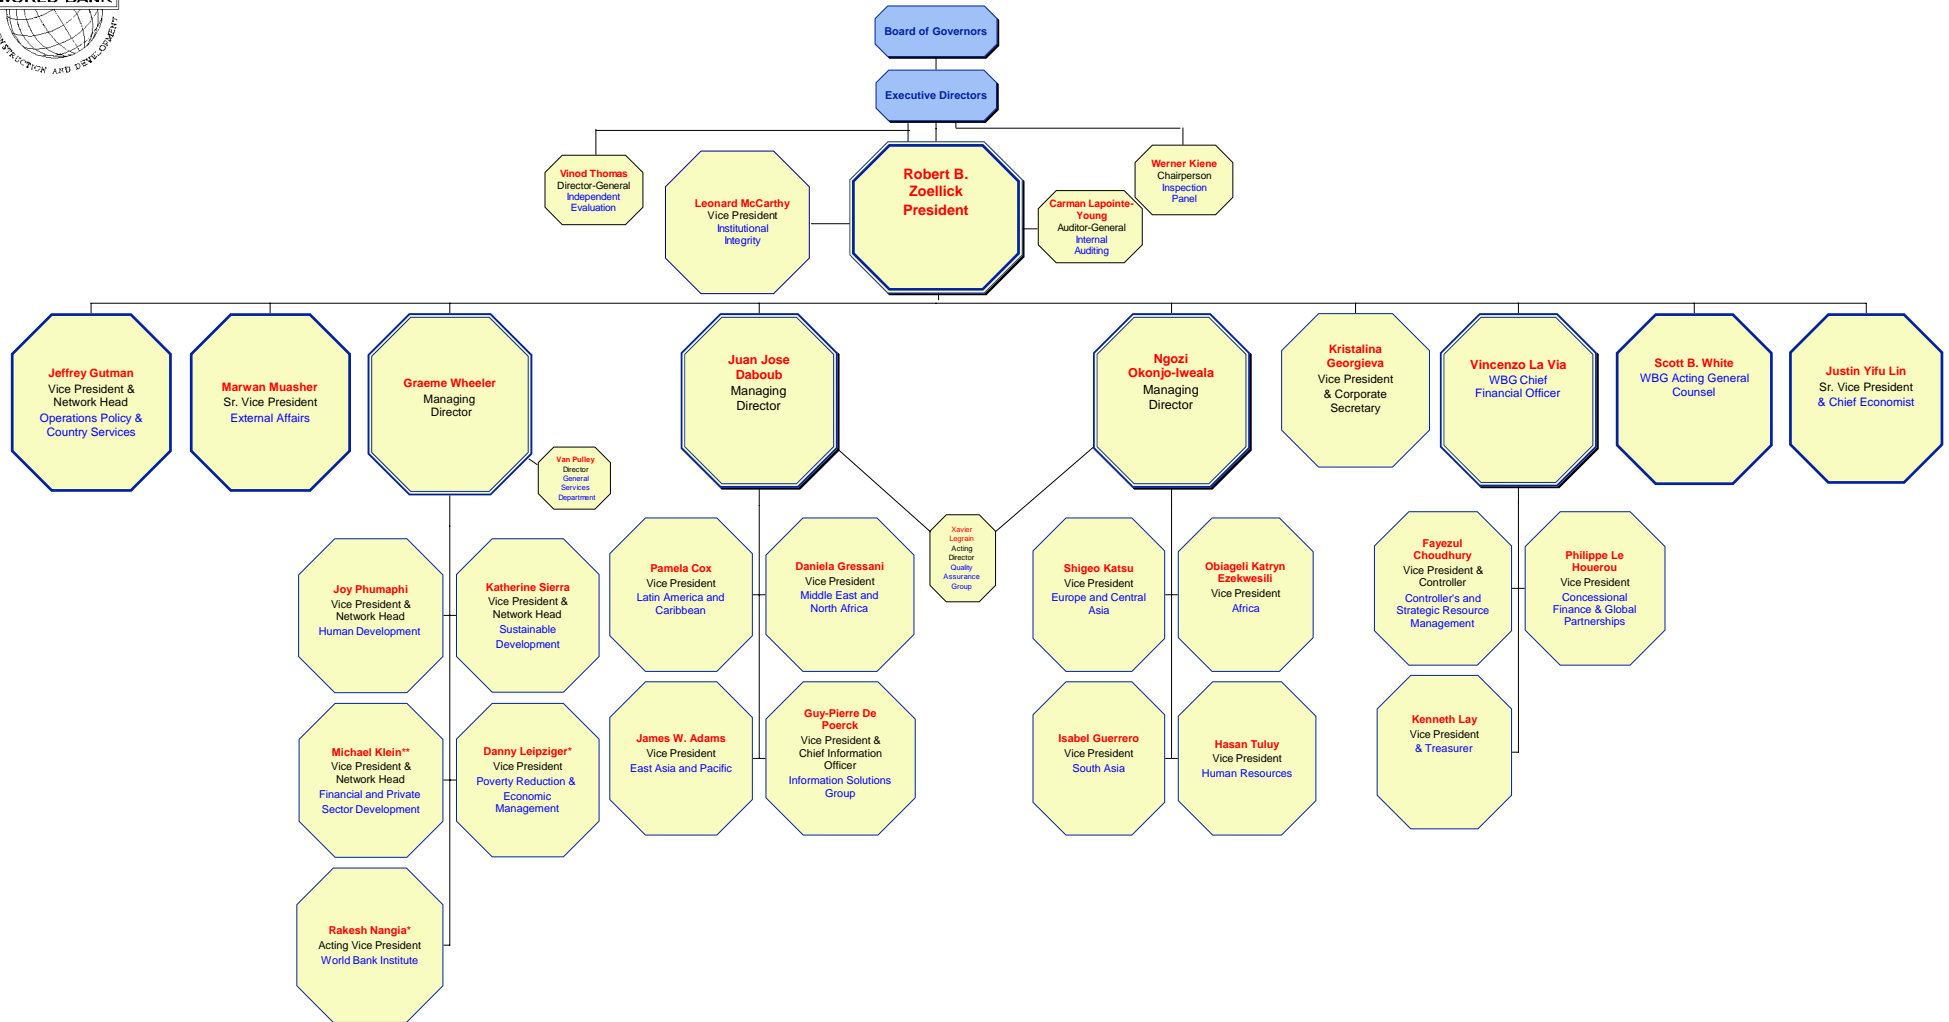 WORLD BANK
CONSTRUCTION AND DEVELOPMENT
Board of Governors
Executive Directors
Vinod Thomas
Director-General
Independent
Evaluation
Leonard McCarthy
Vice President
Institutional
Integrity
Robert B.
Zoellick
President
Carman Lapointe-
Young
Auditor-General
Internal
Auditing
Werner Kiene
Chairperson
Inspection
Panel
Jeffrey Gutman
Vice President &
Network Head
Operations Policy &
Country Services
Marwan Muasher
Sr. Vice President
External Affairs
Graeme Wheeler
Managing
Director
Van Pulley
Director
General
Services
Department
Juan Jose
Daboub
Managing
Director
Ngozi
Okonjo-Iweala
Managing
Director
Kristalina
Georgieva
Vice President
& Corporate
Secretary
Vincenzo La Via
WBG Chief
Financial Officer
Scott B. White
WBG Acting General
Counsel
Justin Yifu Lin
Sr. Vice President
& Chief Economist
Xavier
Legrain
Acting
Director
Quality
Assurance
Group
Joy Phumaphi
Vice President &
Network Head
Human Development
Katherine Sierra
Vice President &
Network Head
Sustainable
Development
Pamela Cox
Vice President
Latin America and
Caribbean
Daniela Gressani
Vice President
Middle East and
North Africa
Shigeo Katsu
Vice President
Europe and Central
Asia
Obiageli Katryn
Ezekwesili
Vice President
Africa
Fayezul
Choudhury
Vice President &
Controller
Controller's and
Strategic Resource
Management
Philippe Le
Houerou
Vice President
Concessional
Finance & Global
Partnerships
Michael Klein**
Vice President &
Network Head
Financial and Private
Sector Development
Danny Leipziger*
Vice President
Poverty Reduction &
Economic
Management
James W. Adams
Vice President
East Asia and Pacific
Guy-Pierre De
Poerck
Vice President &
Chief Information
Officer
Information Solutions
Group
Isabel Guerrero
Vice President
South Asia
Hasan Tuluy
Vice President
Human Resources
Kenneth Lay
Vice President
& Treasurer
Rakesh Nangia*
Acting Vice President
World Bank Institute